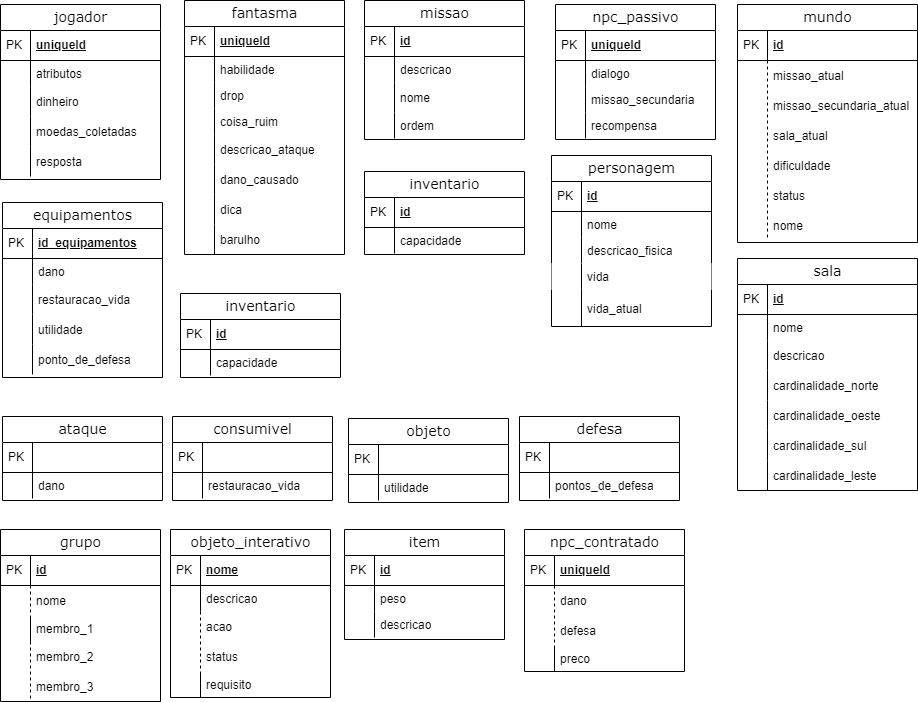 jogador
PK uniqueId
atributos
dinheiro
moedas_coletadas
resposta
fantasma
PK uniqueId
habilidade
drop
coisa_ruim
descricao_ataque
dano_causado
dica
barulho
missao
PK id
descricao
nome
ordem
npc_passivo
PK uniqueId
dialogo
missao_secundaria
recompensa
mundo
PK id
missao_atual
missao_secundaria_atual
sala_atual
dificuldade
status
nome
equipamentos
PK id_equipamentos
dano
restauracao_vida
utilidade
ponto_de_defesa
inventario
PK id
capacidade
inventario
PK id
capacidade
personagem
PK id
nome
descricao_fisica
vida
vida_atual
sala
PK id
nome
descricao
cardinalidade_norte
cardinalidade_oeste
cardinalidade_sul
cardinalidade_leste
ataque
PK
dano
consumivel
PK
restauracao_vida
objeto
PK
utilidade
defesa
PK
pontos_de_defesa
grupo
PK id
nome
membro_1
membro_2
membro_3
objeto_interativo
PK nome
descricao
acao
status
requisito
item
PK id
peso
descricao
npc_contratado
PK uniqueId
dano
defesa
preco